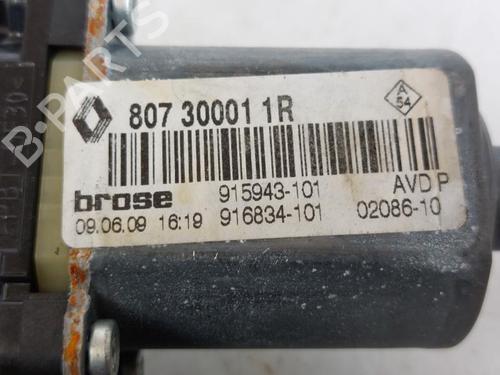 807 30001 1R
A
54
brose
915943-101
AVD P
09.06.09 16:19
916834-101
02086-10
B-PARTS